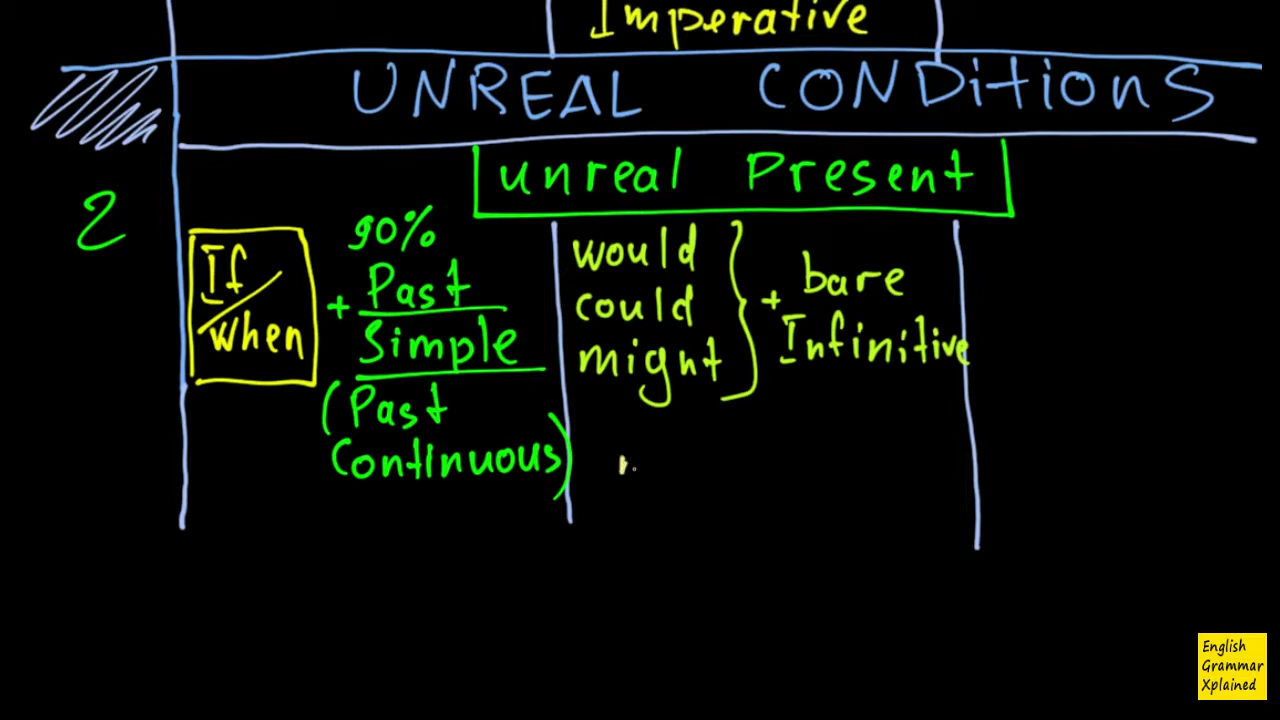 Imperative
UNREAL CONDitionS
unreal Present
2
If
When
90%
+ Past
Simple
(Past
Continuous)
would
could
might
+ bare
Infinitive
English
Grammar
Xplained